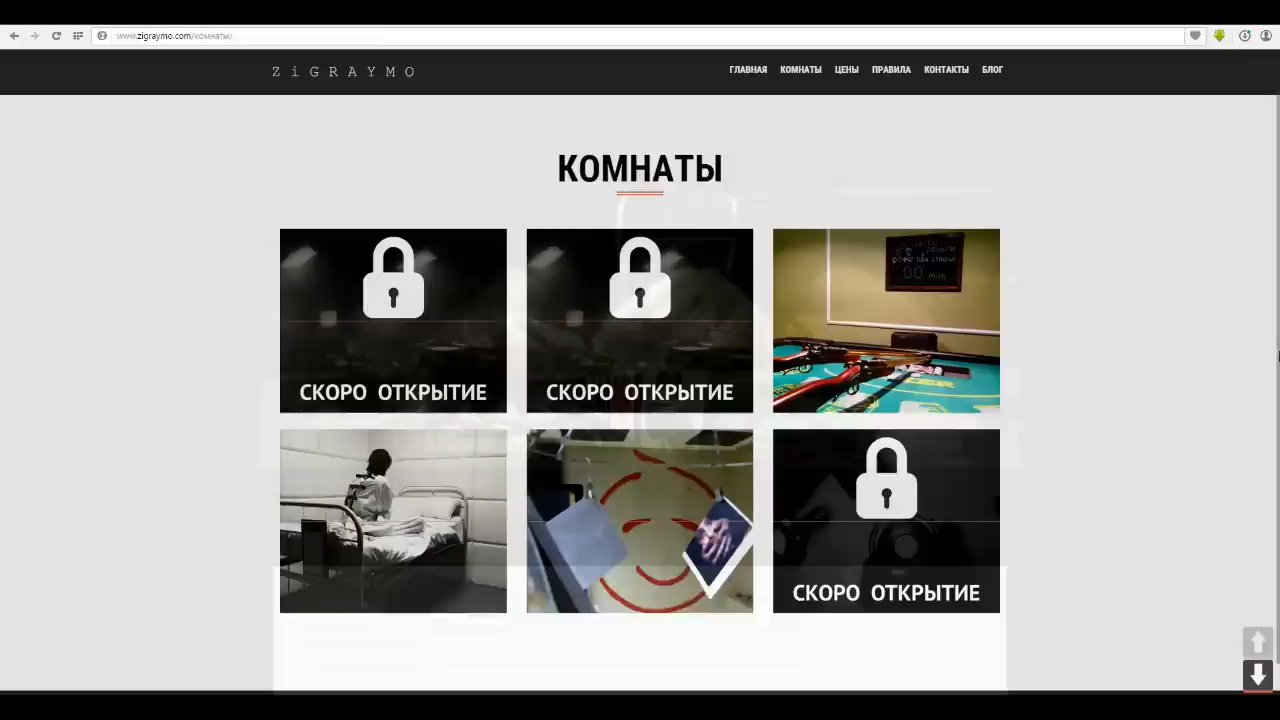 www.zigraymo.com/комнаты/
ZiGRAYMO
ГЛАВНАЯ КОМНАТЫ ЦЕНЫ ПРАВИЛА КОНТАКТЫ БЛОГ
КОМНАТЫ
СКОРО ОТКРЫТИЕ
СКОРО ОТКРЫТИЕ
СКОРО ОТКРЫТИЕ